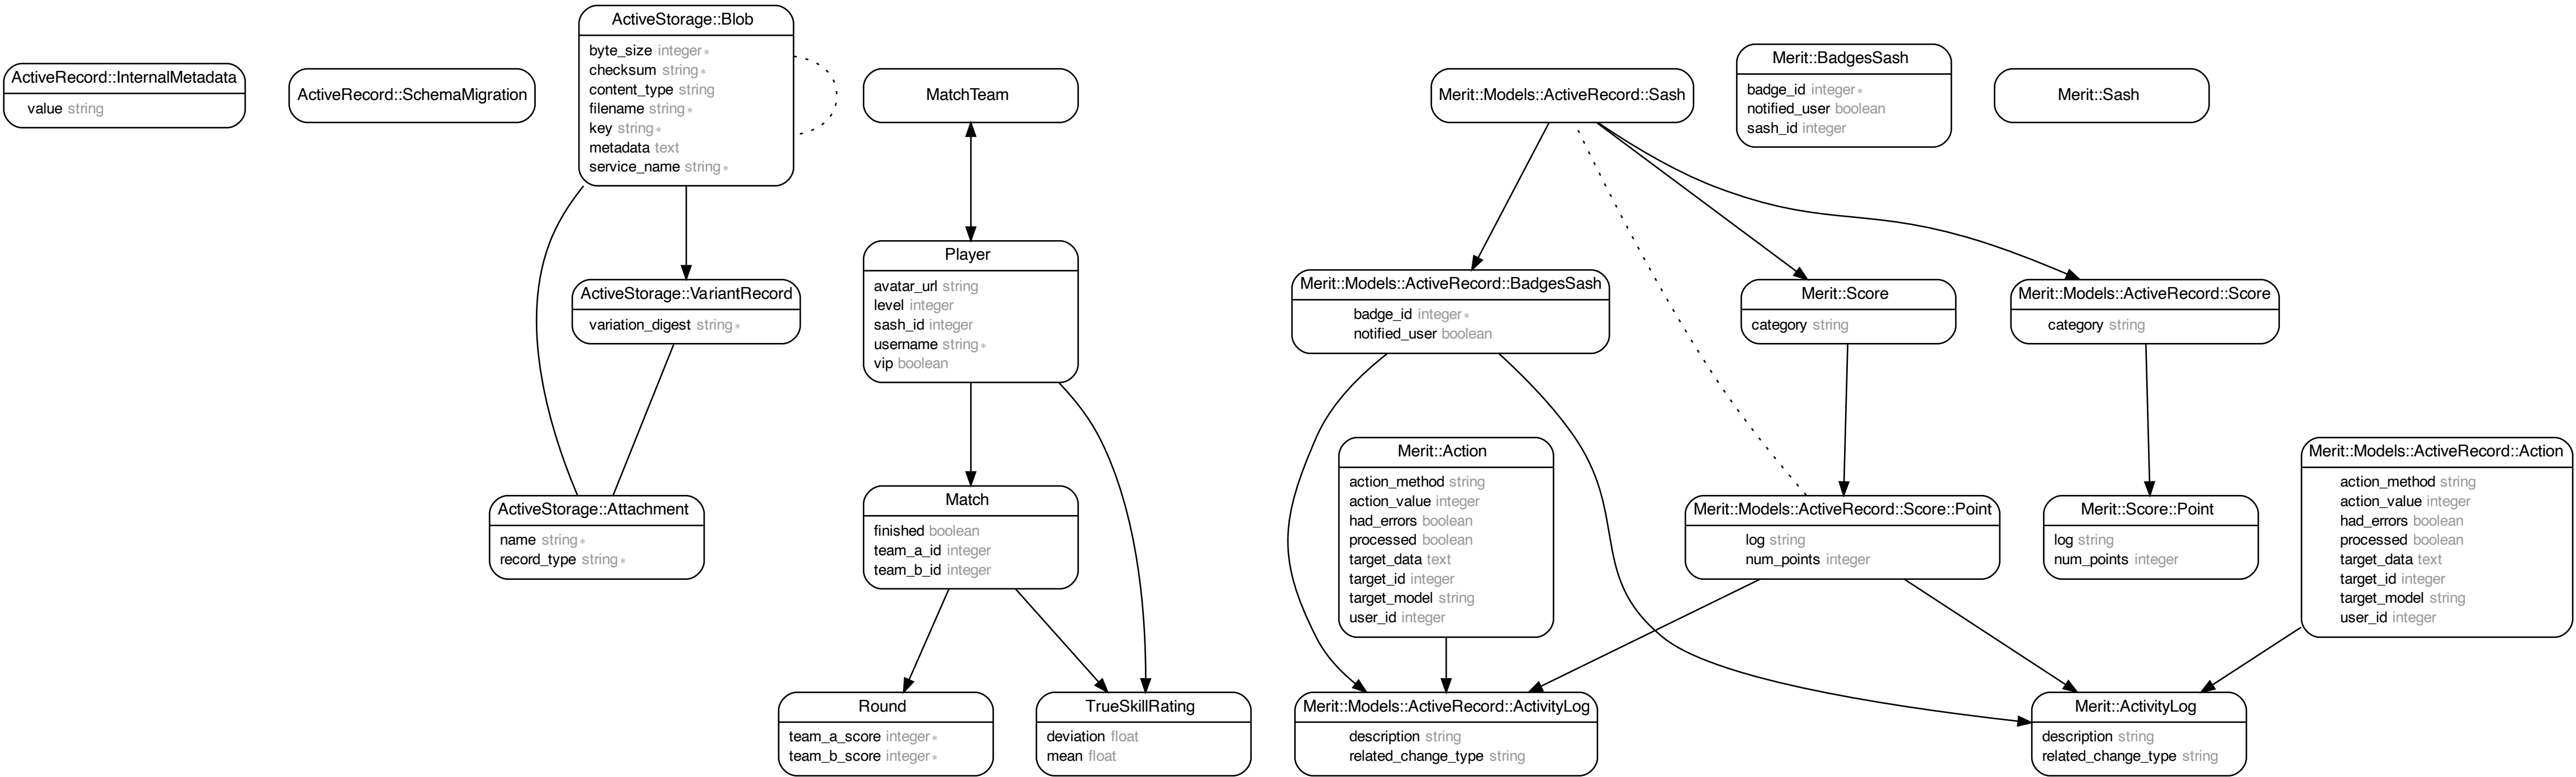 ActiveRecord::InternalMetadata
value string
ActiveRecord::SchemaMigration
ActiveStorage::Blob
byte_size integer∗
checksum string∗
content_type string
filename string∗
key string∗
metadata text
service_name string∗
MatchTeam
Merit::Models::ActiveRecord::Sash
Merit::BadgesSash
badge_id integer∗
notified_user boolean
sash_id integer
Merit::Sash
ActiveStorage::VariantRecord
variation_digest string∗
Player
avatar_url string
level integer
sash_id integer
username string∗
vip boolean
Merit::Models::ActiveRecord::BadgesSash
badge_id integer∗
notified_user boolean
Merit::Score
category string
Merit::Models::ActiveRecord::Score
category string
ActiveStorage::Attachment
name string∗
record_type string∗
Match
finished boolean
team_a_id integer
team_b_id integer
Merit::Action
action_method string
action_value integer
had_errors boolean
processed boolean
target_data text
target_id integer
target_model string
user_id integer
Merit::Models::ActiveRecord::Score::Point
log string
num_points integer
Merit::Score::Point
log string
num_points integer
Merit::Models::ActiveRecord::Action
action_method string
action_value integer
had_errors boolean
processed boolean
target_data text
target_id integer
target_model string
user_id integer
Round
team_a_score integer∗
team_b_score integer∗
TrueSkillRating
deviation float
mean float
Merit::Models::ActiveRecord::ActivityLog
description string
related_change_type string
Merit::ActivityLog
description string
related_change_type string